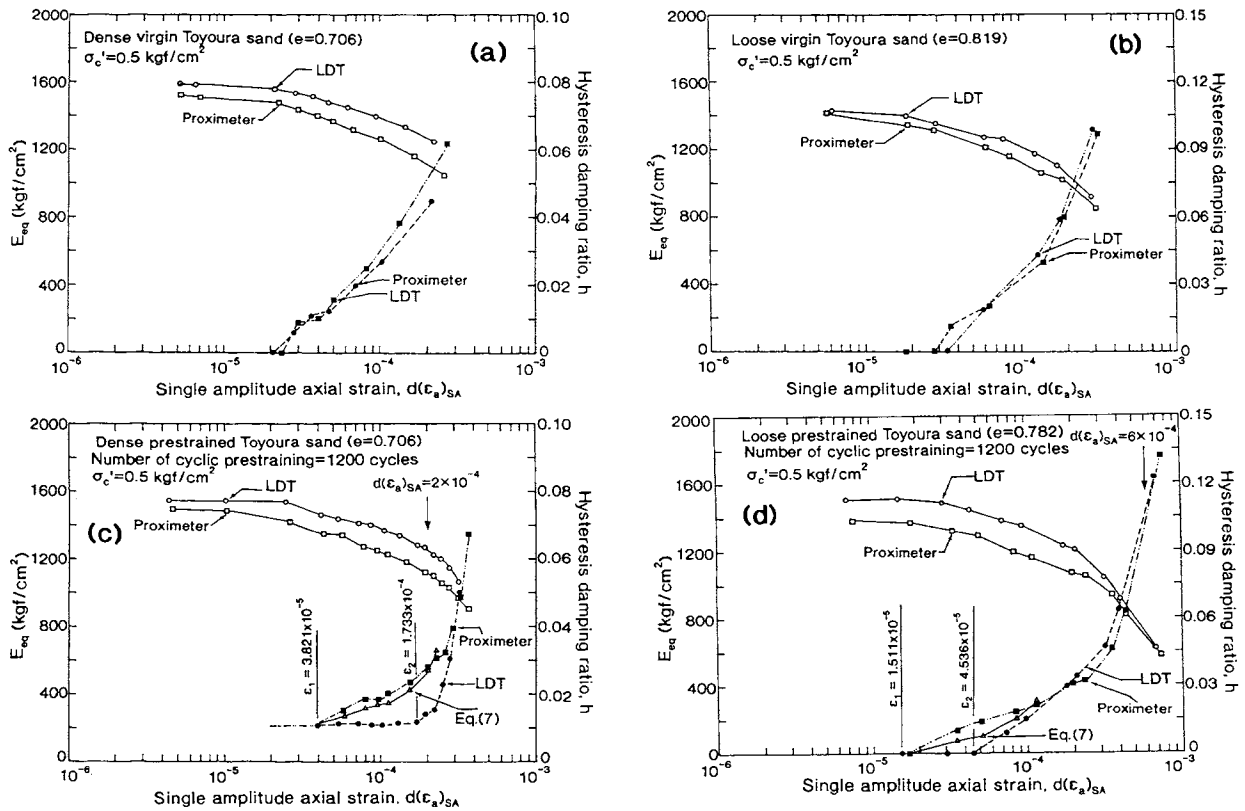 Dense virgin Toyoura sand (e=0.706)
σc'=0.5 kgf/cm²
(a)
LDT
Proximeter
Proximeter
LDT
2000
1600
1200
800
400
0
Eeq (kgf/cm²)
0.10
0.08
0.06
0.04
0.02
0
Hysteresis damping ratio, h
10⁻⁶
10⁻⁵
10⁻⁴
10⁻³
Single amplitude axial strain, d(εa)SA
Loose virgin Toyoura sand (e=0.819)
σc'=0.5 kgf/cm²
(b)
LDT
Proximeter
LDT
Proximeter
2000
1600
1200
800
400
0
Eeq (kgf/cm²)
0.15
0.12
0.09
0.06
0.03
0
Hysteresis damping ratio, h
10⁻⁶
10⁻⁵
10⁻⁴
10⁻³
Single amplitude axial strain, d(εa)SA
Dense prestrained Toyoura sand (e=0.706)
Number of cyclic prestraining=1200 cycles
σc'=0.5 kgf/cm²
LDT
d(εa)SA=2×10⁻⁴
Proximeter
(c)
ε1 = 3.821x10⁻⁵
ε2 = 1.733x10⁻⁴
Proximeter
LDT
Eq.(7)
2000
1600
1200
800
400
0
Eeq (kgf/cm²)
0.10
0.08
0.06
0.04
0.02
0
Hysteresis damping ratio, h
10⁻⁶
10⁻⁵
10⁻⁴
10⁻³
Single amplitude axial strain, d(εa)SA
Loose prestrained Toyoura sand (e=0.782)
d(εa)SA=6×10⁻⁴
Number of cyclic prestraining=1200 cycles
σc'=0.5 kgf/cm²
LDT
Proximeter
(d)
ε1 = 1.511x10⁻⁵
ε2 = 4.536x10⁻⁵
LDT
Proximeter
Eq.(7)
2000
1600
1200
800
400
0
Eeq (kgf/cm²)
0.15
0.12
0.09
0.06
0.03
0
Hysteresis damping ratio, h
10⁻⁶
10⁻⁵
10⁻⁴
10⁻³
Single amplitude axial strain, d(εa)SA